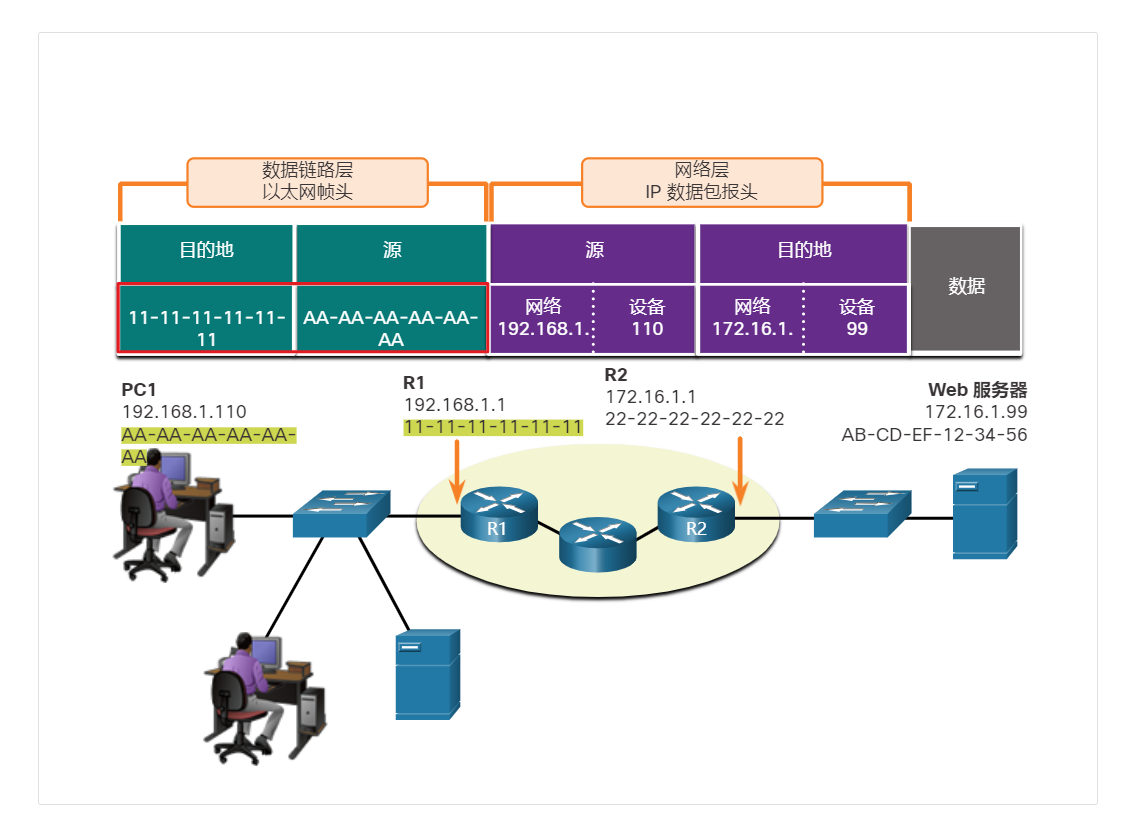 数据链路层
以太网帧头
网络层
IP 数据包报头
目的地
源
源
目的地
数据
11-11-11-11-11-
11
AA-AA-AA-AA-AA-
AA
网络
192.168.1.
设备
110
网络
172.16.1.
设备
99
PC1
192.168.1.110
AA-AA-AA-AA-AA-
AA
R1
192.168.1.1
11-11-11-11-11-11
R2
172.16.1.1
22-22-22-22-22-22
Web 服务器
172.16.1.99
AB-CD-EF-12-34-56
R1
R2